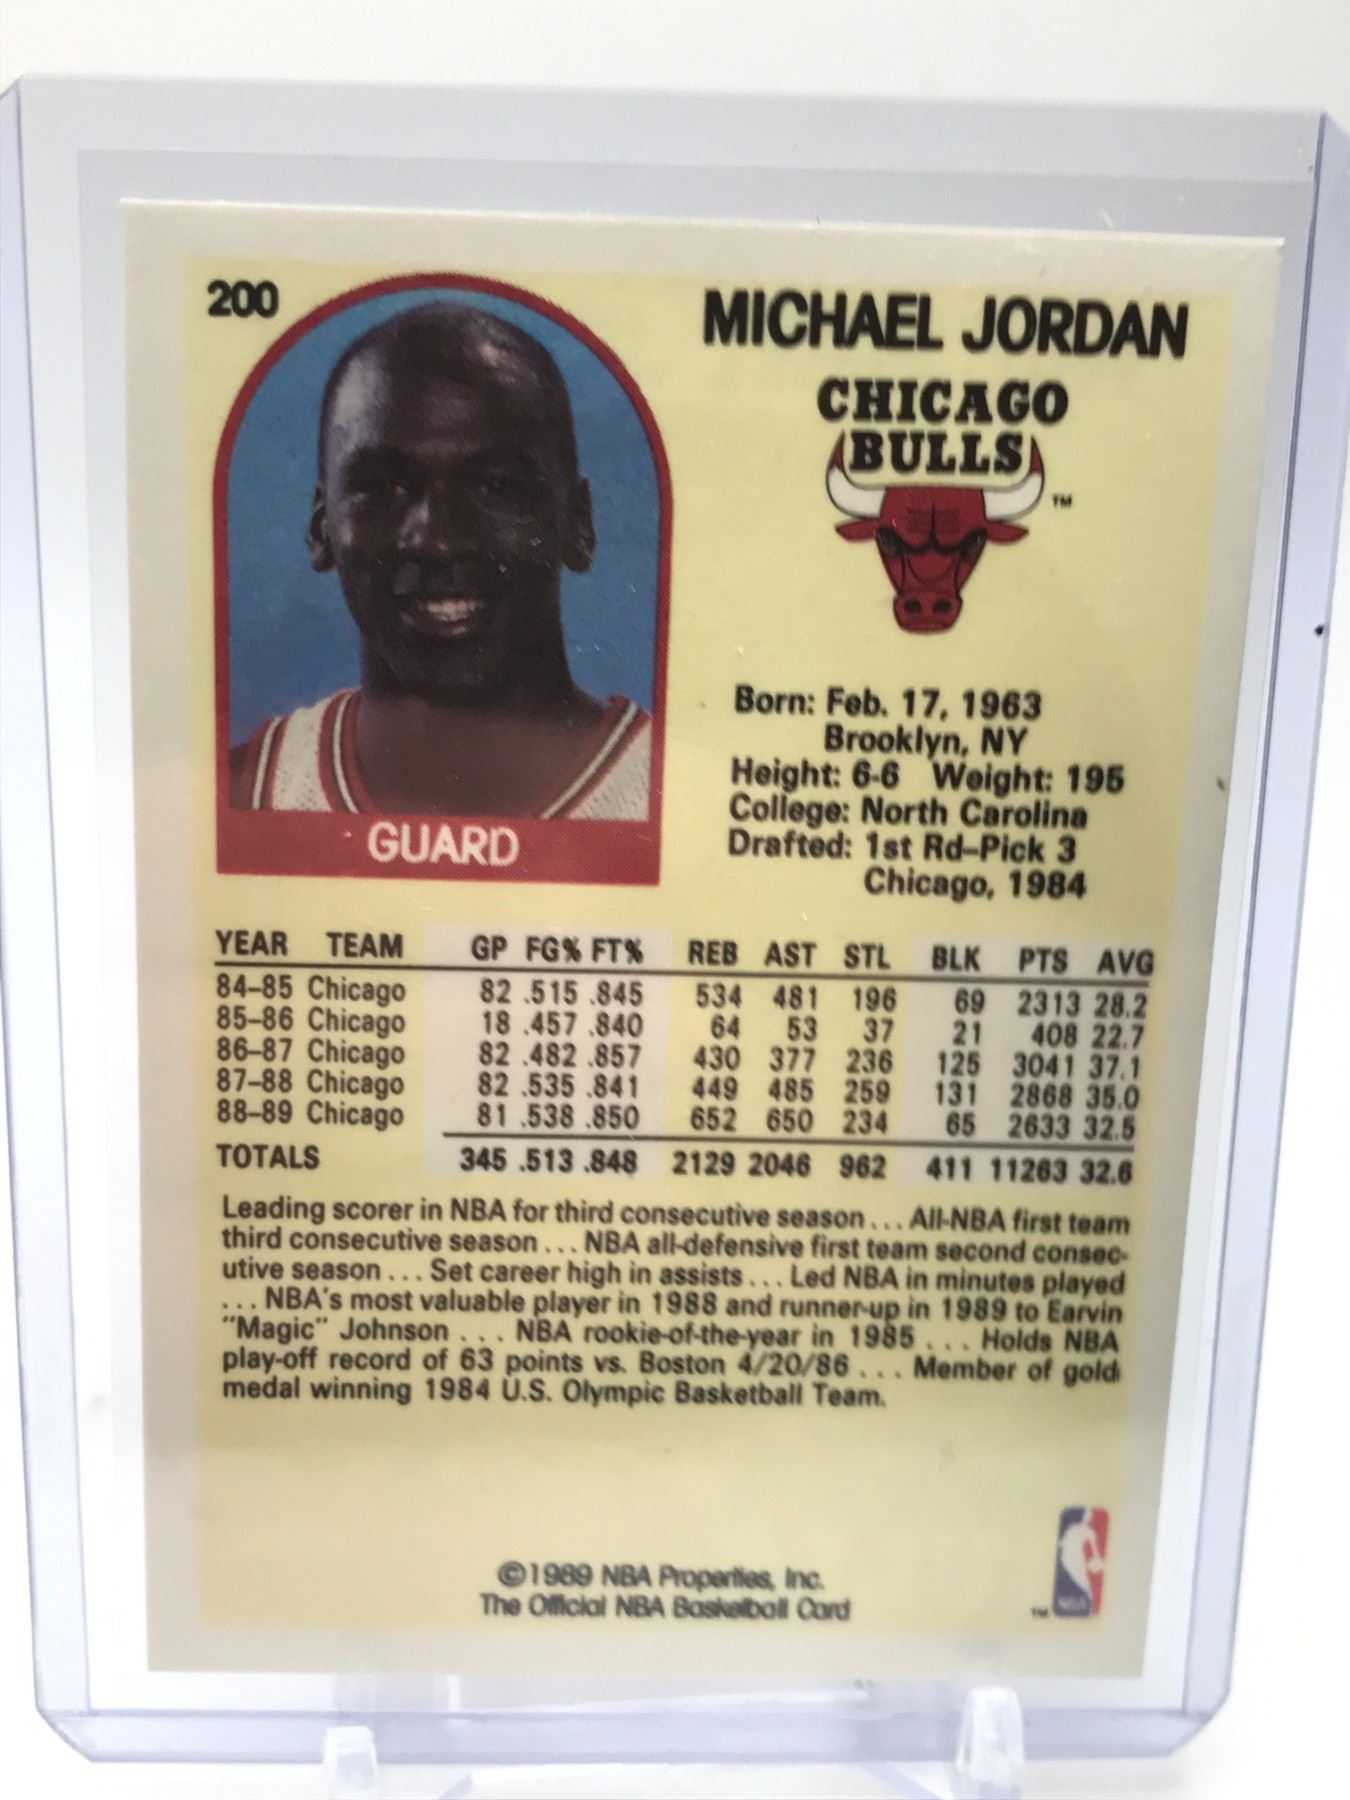 200
MICHAEL JORDAN
CHICAGO
BULLS
TM
GUARD
Born: Feb. 17, 1963
Brooklyn, NY
Height: 6-6 Weight: 195
College: North Carolina
Drafted: 1st Rd–Pick 3
Chicago, 1984
YEAR TEAM GP FG% FT% REB AST STL BLK PTS AVG
84–85 Chicago 82 .515 .845 534 481 196 69 2313 28.2
85–86 Chicago 18 .457 .840 64 53 37 21 408 22.7
86–87 Chicago 82 .482 .857 430 377 236 125 3041 37.1
87–88 Chicago 82 .535 .841 449 485 259 131 2868 35.0
88–89 Chicago 81 .538 .850 652 650 234 65 2633 32.5
TOTALS 345 .513 .848 2129 2046 962 411 11263 32.6
Leading scorer in NBA for third consecutive season . . . All-NBA first team
third consecutive season . . . NBA all-defensive first team second consec-
utive season . . . Set career high in assists . . . Led NBA in minutes played
. . . NBA's most valuable player in 1988 and runner-up in 1989 to Earvin
"Magic" Johnson . . . NBA rookie-of-the-year in 1985 . . . Holds NBA
play-off record of 63 points vs. Boston 4/20/86 . . . Member of gold
medal winning 1984 U.S. Olympic Basketball Team.
©1989 NBA Properties, Inc.
The Official NBA Basketball Card
TM
NBA